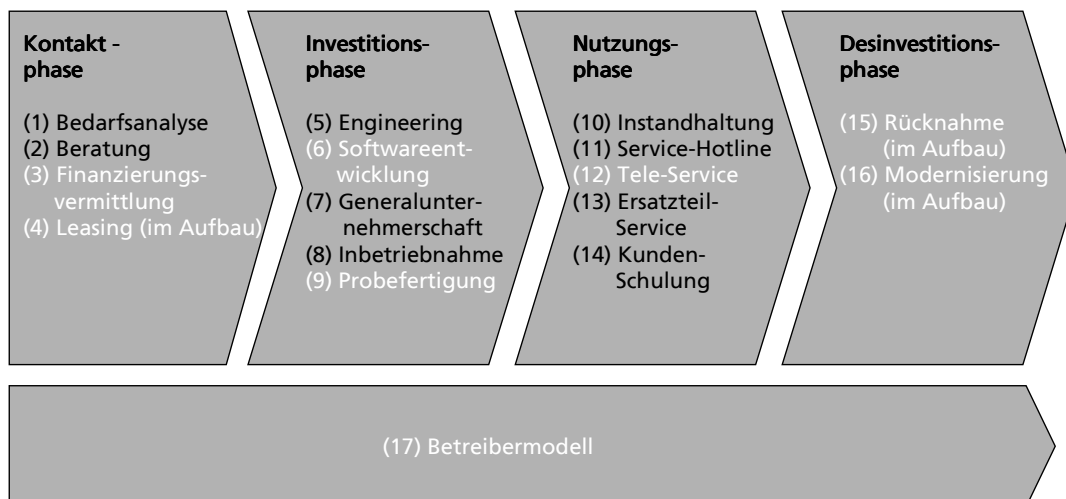 Kontakt -
phase
(1) Bedarfsanalyse
(2) Beratung
(3) Finanzierungs-
vermittlung
(4) Leasing (im Aufbau)
Investitions-
phase
(5) Engineering
(6) Softwareent-
wicklung
(7) Generalunter-
nehmerschaft
(8) Inbetriebnahme
(9) Probefertigung
Nutzungs-
phase
(10) Instandhaltung
(11) Service-Hotline
(12) Tele-Service
(13) Ersatzteil-
Service
(14) Kunden-
Schulung
Desinvestitions-
phase
(15) Rücknahme
(im Aufbau)
(16) Modernisierung
(im Aufbau)
(17) Betreibermodell